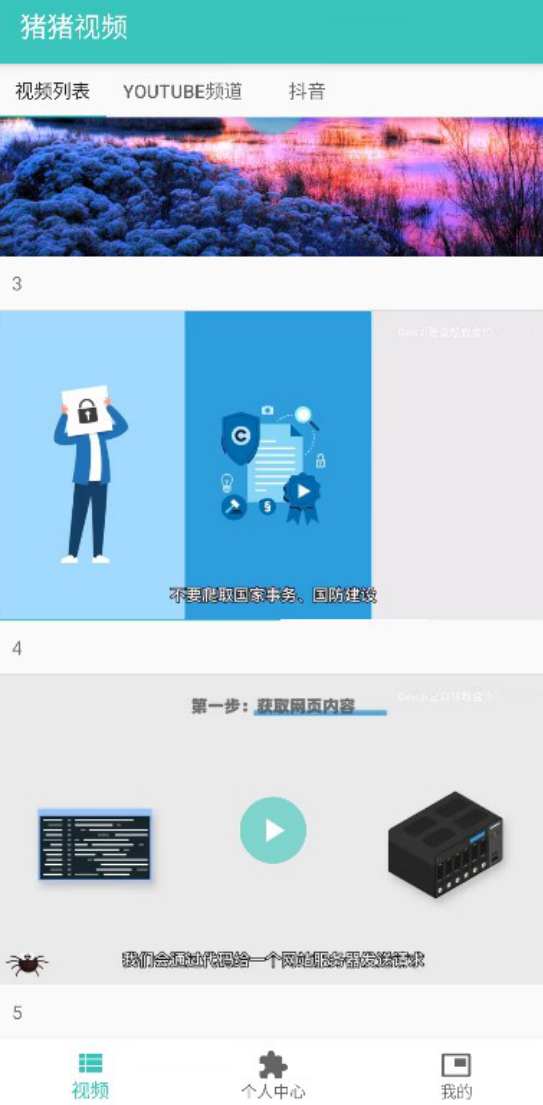 猪猪视频
视频列表 YOUTUBE频道 抖音
3
C
§
不要爬取国家事务、国防建设
4
第一步：获取网页内容
我们会通过代码给一个网站服务器发送请求
5
视频 个人中心 我的